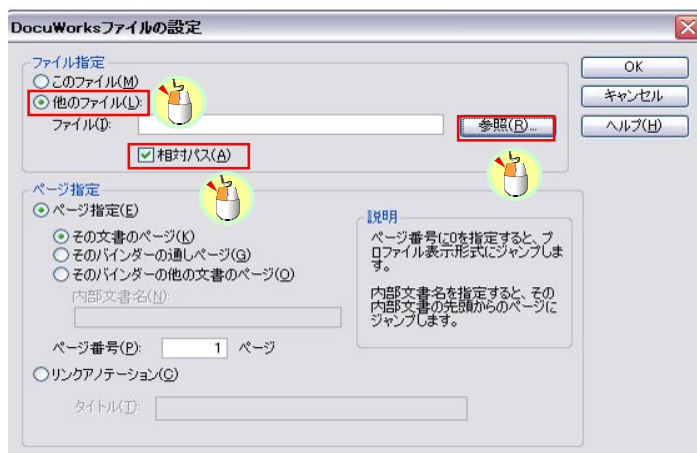 DocuWorksファイルの設定
ファイル指定
このファイル(M)
他のファイル(L):
ファイル(I):
参照(R)...
相対パス(A)
OK
キャンセル
ヘルプ(H)
ページ指定
ページ指定(E)
その文書のページ(K)
そのバインダーの通しページ(G)
そのバインダーの他の文書のページ(O)
内部文書名(N):
ページ番号(P): 1 ページ
リンクアノテーション(C)
タイトル(T):
説明
ページ番号に0を指定すると、プ
ロファイル表示形式にジャンプしま
す。
内部文書名を指定すると、その
内部文書の先頭からのページに
ジャンプします。